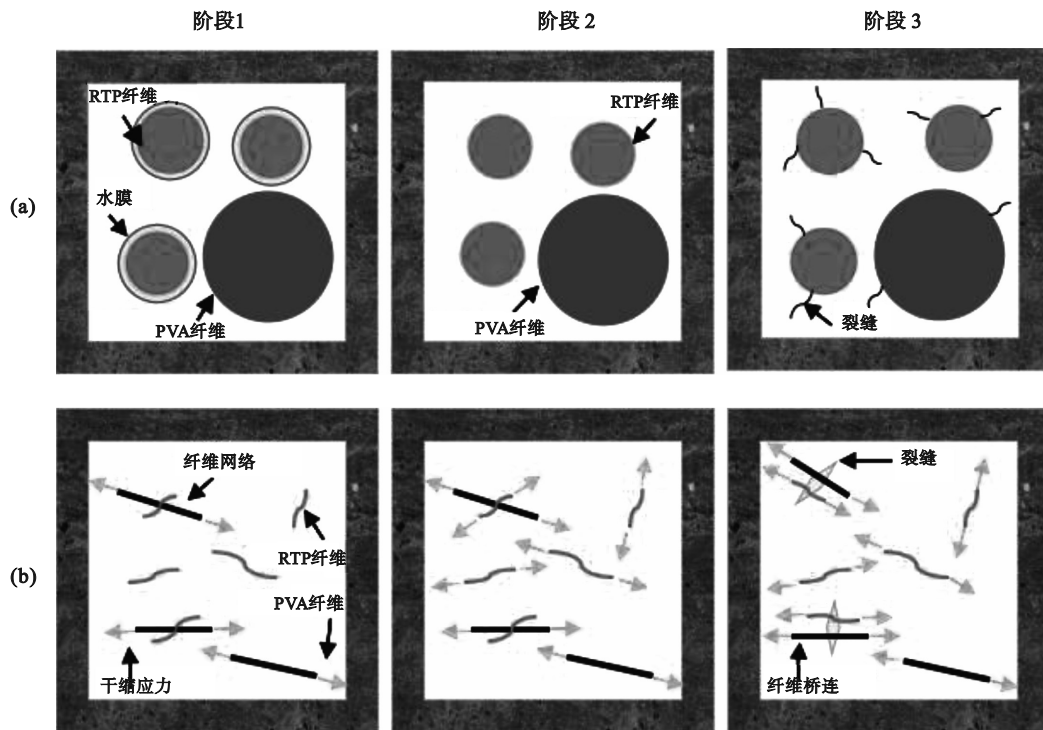 阶段1
阶段 2
阶段 3
(a)
RTP纤维
水膜
PVA纤维
RTP纤维
PVA纤维
裂缝
(b)
纤维网络
RTP纤维
PVA纤维
干缩应力
裂缝
纤维桥连